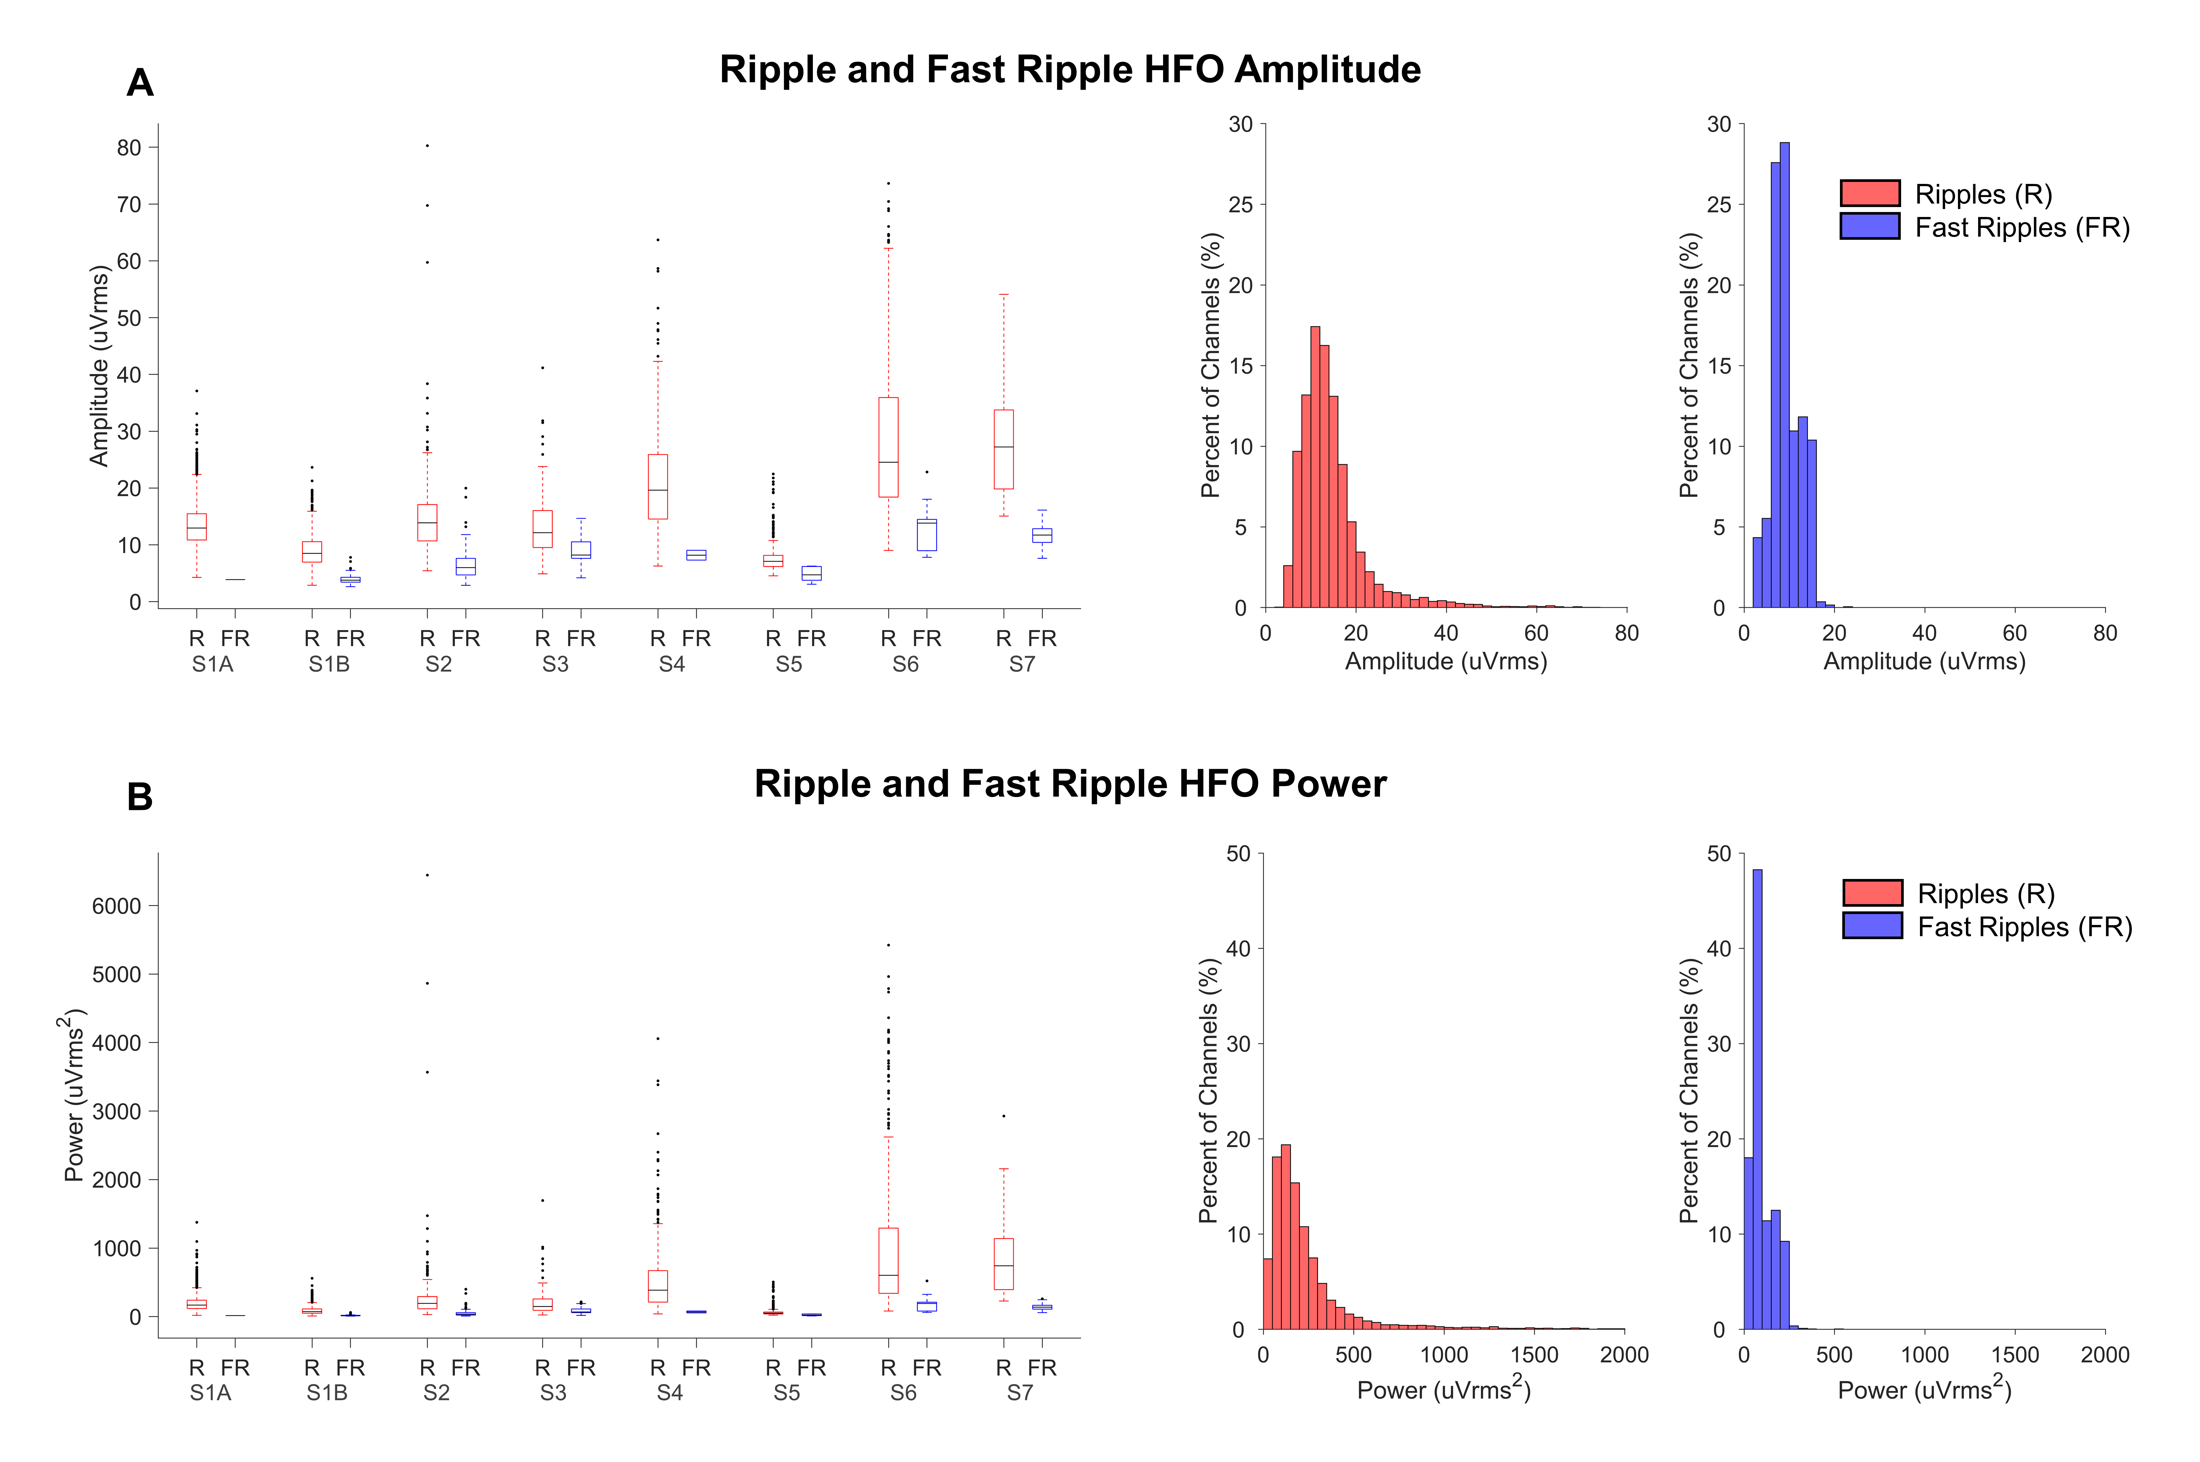 Ripple and Fast Ripple HFO Amplitude
A
Amplitude (uVrms)
80
70
60
50
40
30
20
10
0
R FR R FR R FR R FR R FR R FR R FR R FR
S1A S1B S2 S3 S4 S5 S6 S7
Percent of Channels (%)
30
25
20
15
10
5
0
0 20 40 60 80
Amplitude (uVrms)
Percent of Channels (%)
30
25
20
15
10
5
0
0 20 40 60 80
Amplitude (uVrms)
Ripples (R)
Fast Ripples (FR)
Ripple and Fast Ripple HFO Power
B
Power (uVrms²)
6000
5000
4000
3000
2000
1000
0
R FR R FR R FR R FR R FR R FR R FR R FR
S1A S1B S2 S3 S4 S5 S6 S7
Percent of Channels (%)
50
40
30
20
10
0
0 500 1000 1500 2000
Power (uVrms²)
Percent of Channels (%)
50
40
30
20
10
0
0 500 1000 1500 2000
Power (uVrms²)
Ripples (R)
Fast Ripples (FR)